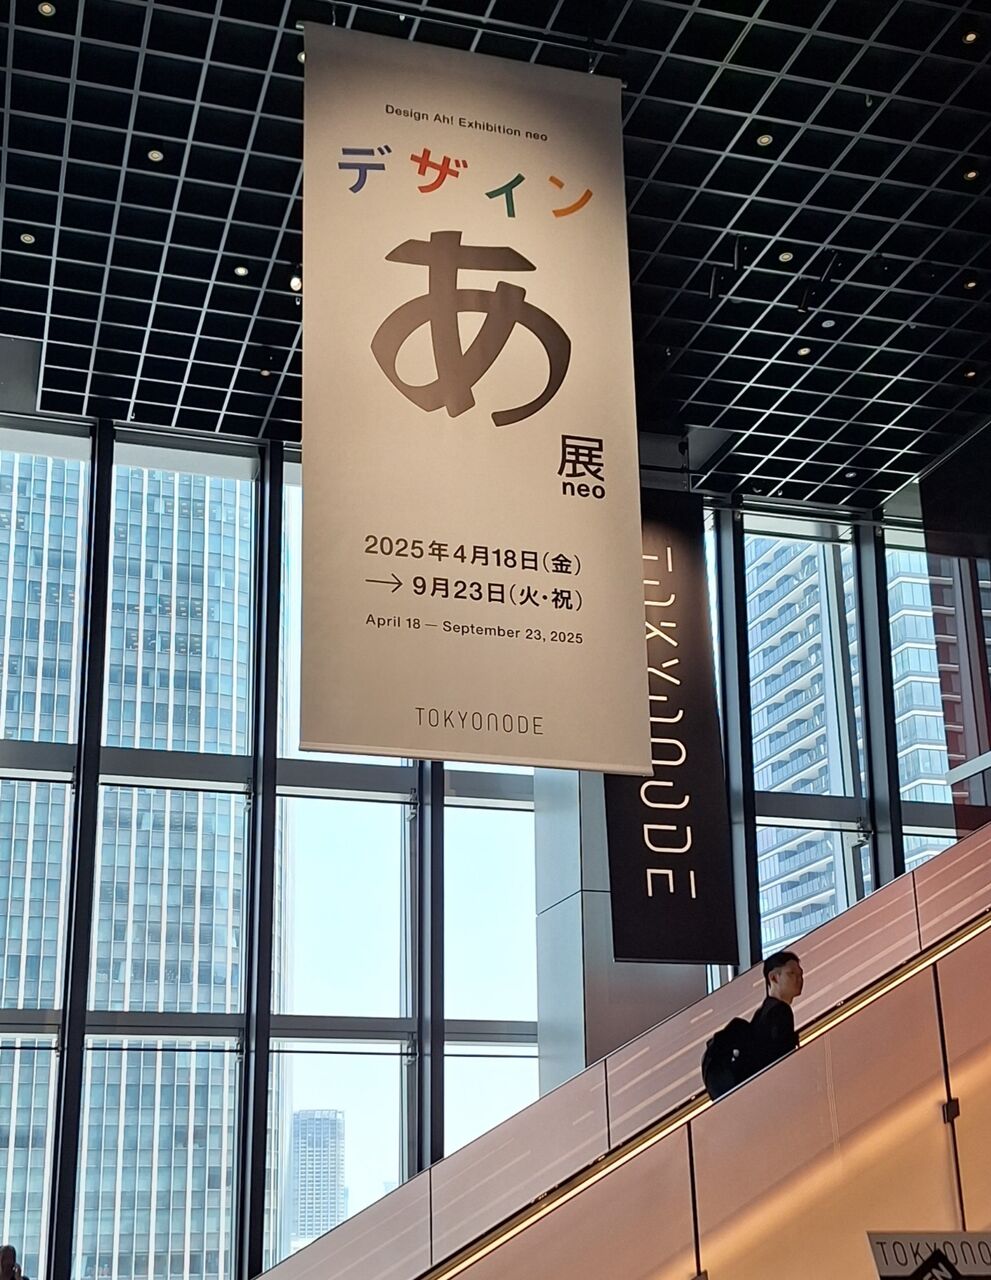 Design Ah! Exhibition neo
デザイン
あ
展
neo
2025年4月18日(金)
→ 9月23日(火・祝)
April 18 — September 23, 2025
TOKYONODE
TOKYONODE
TOKYONO